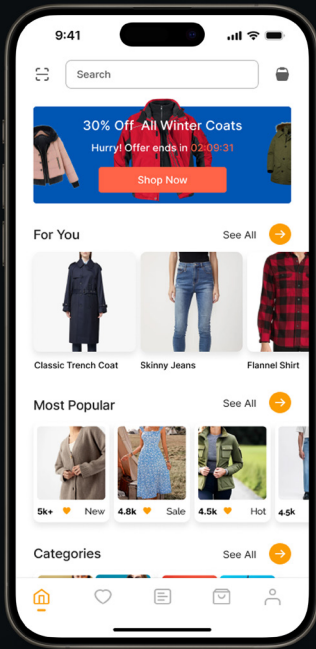 9:41
Search
30% Off All Winter Coats
Hurry! Offer ends in 02:09:31
Shop Now
For You See All
Classic Trench Coat Skinny Jeans Flannel Shirt
Most Popular See All
5k+ New 4.8k Sale 4.5k Hot 4.5k
Categories See All